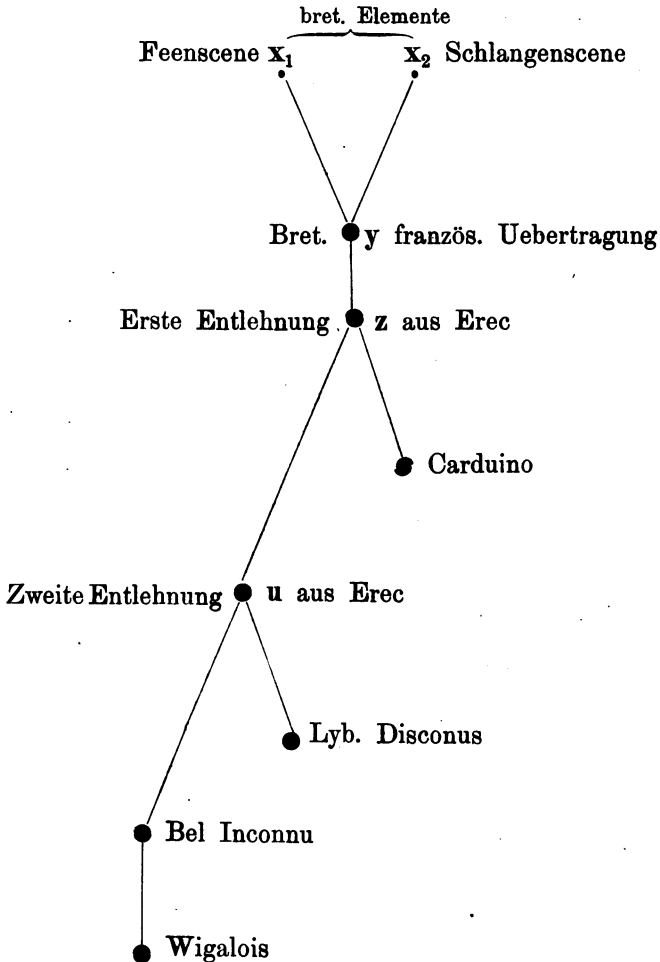 bret. Elemente
Feenscene x₁ x₂ Schlangenscene
Bret. y französ. Uebertragung
Erste Entlehnung z aus Erec
Carduino
Zweite Entlehnung u aus Erec
Lyb. Disconus
Bel Inconnu
Wigalois